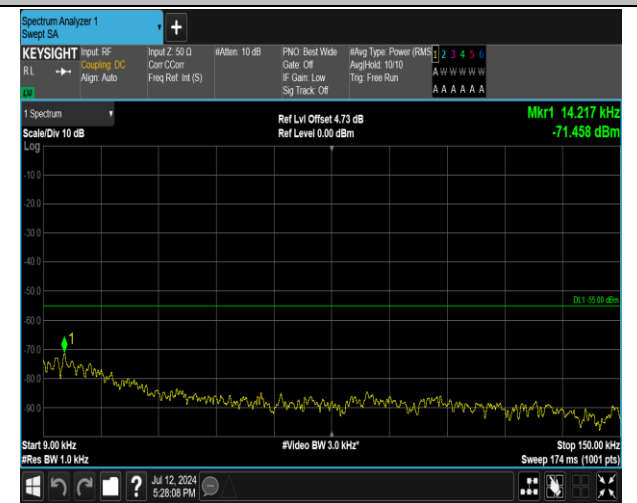 Spectrum Analyzer 1
Swept SA
+
KEYSIGHT Input: RF Input Z: 50 Ω #Atten: 10 dB PNO: Best Wide #Avg Type: Power (RMS 1 2 3 4 5 6
RL Coupling: DC Corr CCorr Gate: Off Avg|Hold: 10/10 A W W W W W
Align: Auto Freq Ref: Int (S) IF Gain: Low Trig: Free Run
Sig Track: Off A A A A A A
1 Spectrum Ref Lvl Offset 4.73 dB Mkr1 14.217 kHz
Scale/Div 10 dB Ref Level 0.00 dBm -71.458 dBm
Log
-10.0
-20.0
-30.0
-40.0
-50.0
DL1 -55.00 dBm
-60.0
1
-70.0
-80.0
-90.0
Start 9.00 kHz #Video BW 3.0 kHz* Stop 150.00 kHz
#Res BW 1.0 kHz Sweep 174 ms (1001 pts)
? Jul 12, 2024
5:28:08 PM